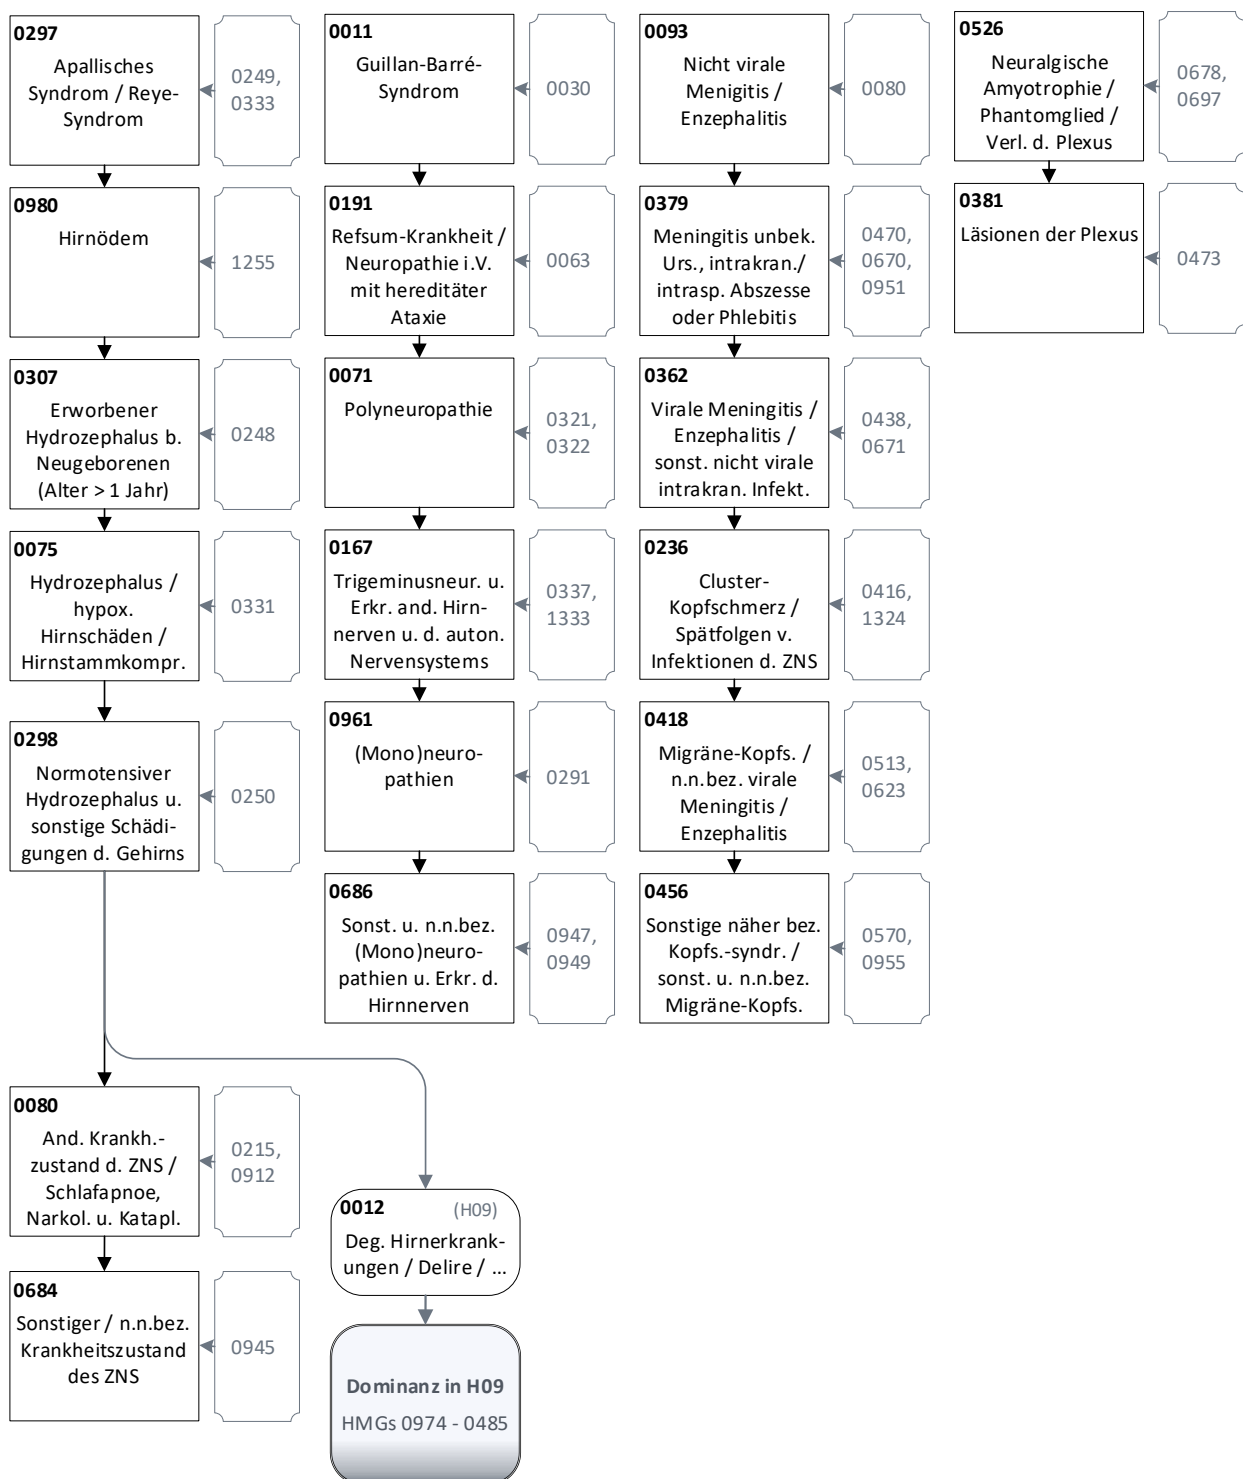 0297
Apallisches
Syndrom / Reye-
Syndrom
0249,
0333
0980
Hirnödem
1255
0307
Erworbener
Hydrozephalus b.
Neugeborenen
(Alter > 1 Jahr)
0248
0075
Hydrozephalus /
hypox.
Hirnschäden /
Hirnstammkompr.
0331
0298
Normotensiver
Hydrozephalus u.
sonstige Schädi-
gungen d. Gehirns
0250
0080
And. Krankh.-
zustand d. ZNS /
Schlafapnoe,
Narkol. u. Katapl.
0215,
0912
0684
Sonstiger / n.n.bez.
Krankheitszustand
des ZNS
0945
0011
Guillan-Barré-
Syndrom
0030
0191
Refsum-Krankheit /
Neuropathie i.V.
mit hereditäter
Ataxie
0063
0071
Polyneuropathie
0321,
0322
0167
Trigeminusneur. u.
Erkr. and. Hirn-
nerven u. d. auton.
Nervensystems
0337,
1333
0961
(Mono)neuro-
pathien
0291
0686
Sonst. u. n.n.bez.
(Mono)neuro-
pathien u. Erkr. d.
Hirnnerven
0947,
0949
0012 (H09)
Deg. Hirnerkrank-
ungen / Delire / ...
Dominanz in H09
HMGs 0974 - 0485
0093
Nicht virale
Menigitis /
Enzephalitis
0080
0379
Meningitis unbek.
Urs., intrakran./
intrasp. Abszesse
oder Phlebitis
0470,
0670,
0951
0362
Virale Meningitis /
Enzephalitis /
sonst. nicht virale
intrakran. Infekt.
0438,
0671
0236
Cluster-
Kopfschmerz /
Spätfolgen v.
Infektionen d. ZNS
0416,
1324
0418
Migräne-Kopfs. /
n.n.bez. virale
Meningitis /
Enzephalitis
0513,
0623
0456
Sonstige näher bez.
Kopfs.-syndr. /
sonst. u. n.n.bez.
Migräne-Kopfs.
0570,
0955
0526
Neuralgische
Amyotrophie /
Phantomglied /
Verl. d. Plexus
0678,
0697
0381
Läsionen der Plexus
0473